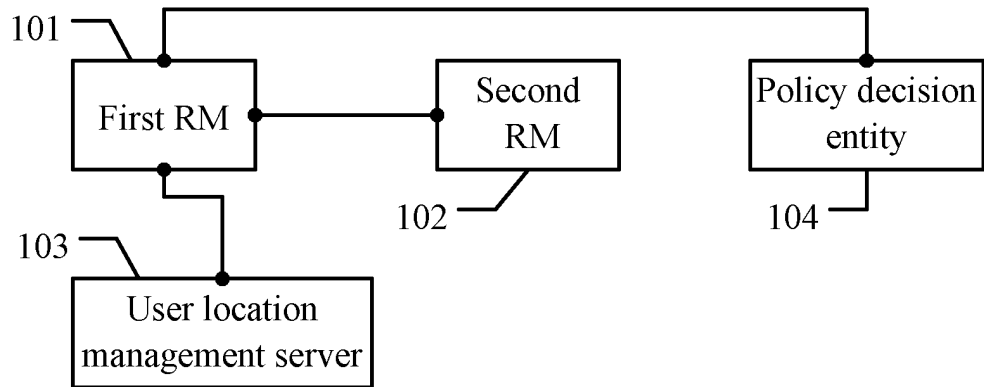 101
First RM
Second
RM
Policy decision
entity
102
104
103
User location
management server